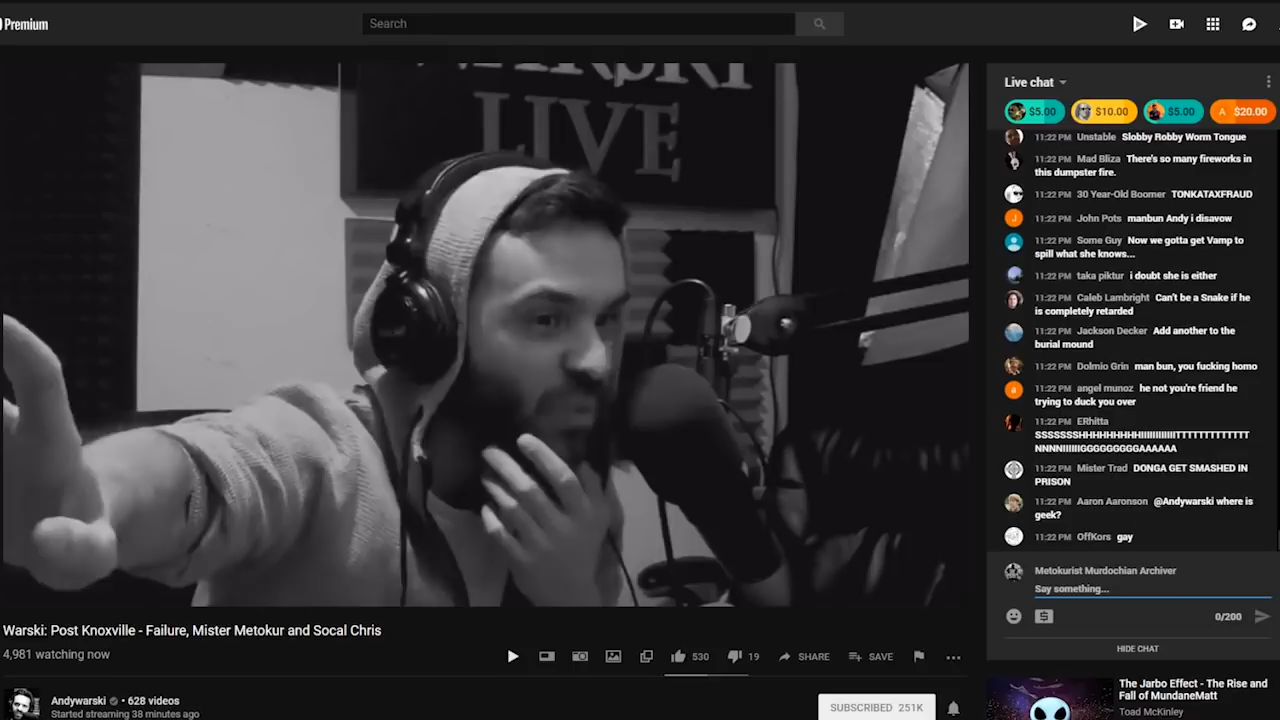 Premium
Search
WARSKI
LIVE
Live chat
$5.00
$10.00
$5.00
A $20.00
11:22 PM Unstable Slobby Robby Worm Tongue
11:22 PM Mad Bliza There's so many fireworks in
this dumpster fire.
11:22 PM 30 Year-Old Boomer TONKATAXFRAUD
J 11:22 PM John Pots manbun Andy i disavow
11:22 PM Some Guy Now we gotta get Vamp to
spill what she knows...
11:22 PM taka piktur i doubt she is either
11:22 PM Caleb Lambright Can't be a Snake if he
is completely retarded
11:22 PM Jackson Decker Add another to the
burial mound
11:22 PM Dolmio Grin man bun, you fucking homo
a 11:22 PM angel munoz he not you're friend he
trying to duck you over
11:22 PM ERhitta
SSSSSSSHHHHHHHHIIIIIIIIIIIIITTTTTTTTTTTTT
NNNNIIIIIIGGGGGGGGGAAAAAA
11:22 PM Mister Trad DONGA GET SMASHED IN
PRISON
11:22 PM Aaron Aaronson @Andywarski where is
geek?
11:22 PM OffKors gay
Metokurist Murdochian Archiver
Say something...
0/200
HIDE CHAT
Warski: Post Knoxville - Failure, Mister Metokur and Socal Chris
4,981 watching now
530
19
SHARE
SAVE
Andywarski • 628 videos
Started streaming 38 minutes ago
SUBSCRIBED 251K
The Jarbo Effect - The Rise and
Fall of MundaneMatt
Toad McKinley